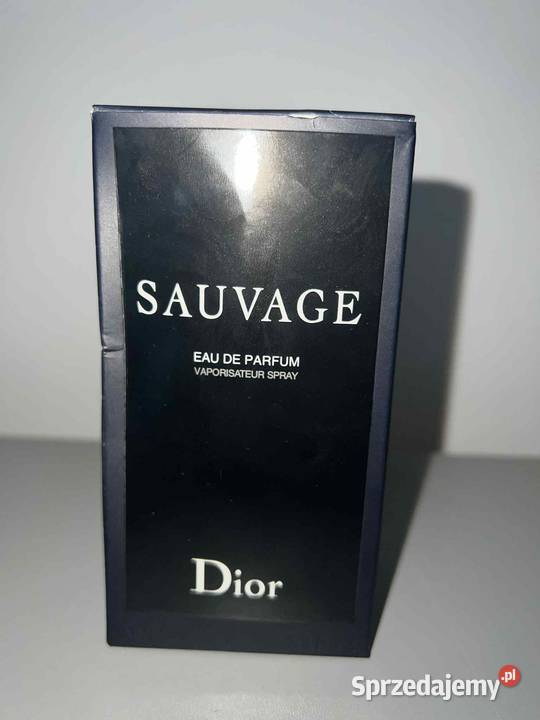 SAUVAGE
EAU DE PARFUM
VAPORISATEUR SPRAY
Dior
Sprzedajemy.pl